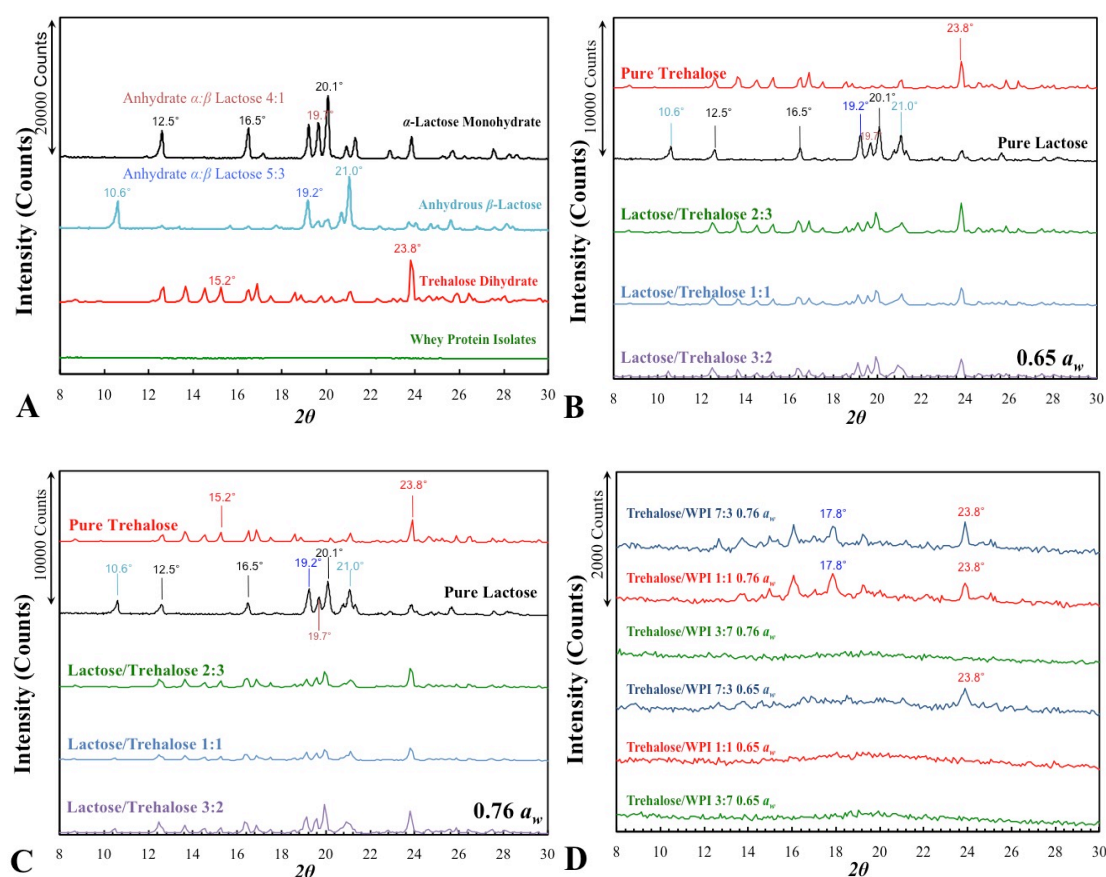 20000 Counts
Intensity (Counts)
20.1°
Anhydrate α:β Lactose 4:1
12.5°
16.5°
19.7°
α-Lactose Monohydrate
Anhydrate α:β Lactose 5:3
21.0°
10.6°
19.2°
Anhydrous β-Lactose
23.8°
15.2°
Trehalose Dihydrate
Whey Protein Isolates
8 10 12 14 16 18 20 22 24 26 28 30
A
2θ
10000 Counts
Intensity (Counts)
23.8°
Pure Trehalose
20.1°
10.6°
12.5°
16.5°
19.2°
21.0°
19.7°
Pure Lactose
Lactose/Trehalose 2:3
Lactose/Trehalose 1:1
Lactose/Trehalose 3:2
0.65 aw
8 10 12 14 16 18 20 22 24 26 28 30
B
2θ
10000 Counts
Intensity (Counts)
15.2°
23.8°
Pure Trehalose
20.1°
10.6°
12.5°
16.5°
19.2°
21.0°
Pure Lactose
19.7°
Lactose/Trehalose 2:3
Lactose/Trehalose 1:1
Lactose/Trehalose 3:2
0.76 aw
8 10 12 14 16 18 20 22 24 26 28 30
C
2θ
2000 Counts
Intensity (Counts)
Trehalose/WPI 7:3 0.76 aw
17.8°
23.8°
Trehalose/WPI 1:1 0.76 aw
17.8°
23.8°
Trehalose/WPI 3:7 0.76 aw
Trehalose/WPI 7:3 0.65 aw
23.8°
Trehalose/WPI 1:1 0.65 aw
Trehalose/WPI 3:7 0.65 aw
8 10 12 14 16 18 20 22 24 26 28 30
D
2θ